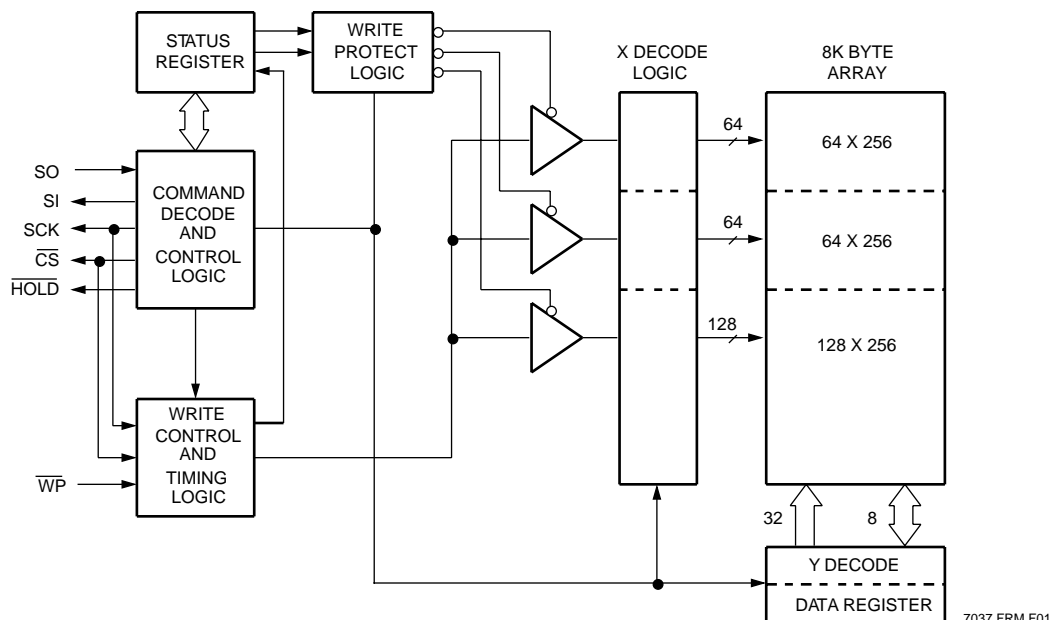 STATUS
REGISTER
WRITE
PROTECT
LOGIC
X DECODE
LOGIC
8K BYTE
ARRAY
SO
SI
SCK
CS
HOLD
COMMAND
DECODE
AND
CONTROL
LOGIC
64
64 X 256
64
64 X 256
128
128 X 256
WRITE
CONTROL
AND
TIMING
LOGIC
WP
32
8
Y DECODE
DATA REGISTER
7037 FRM F01